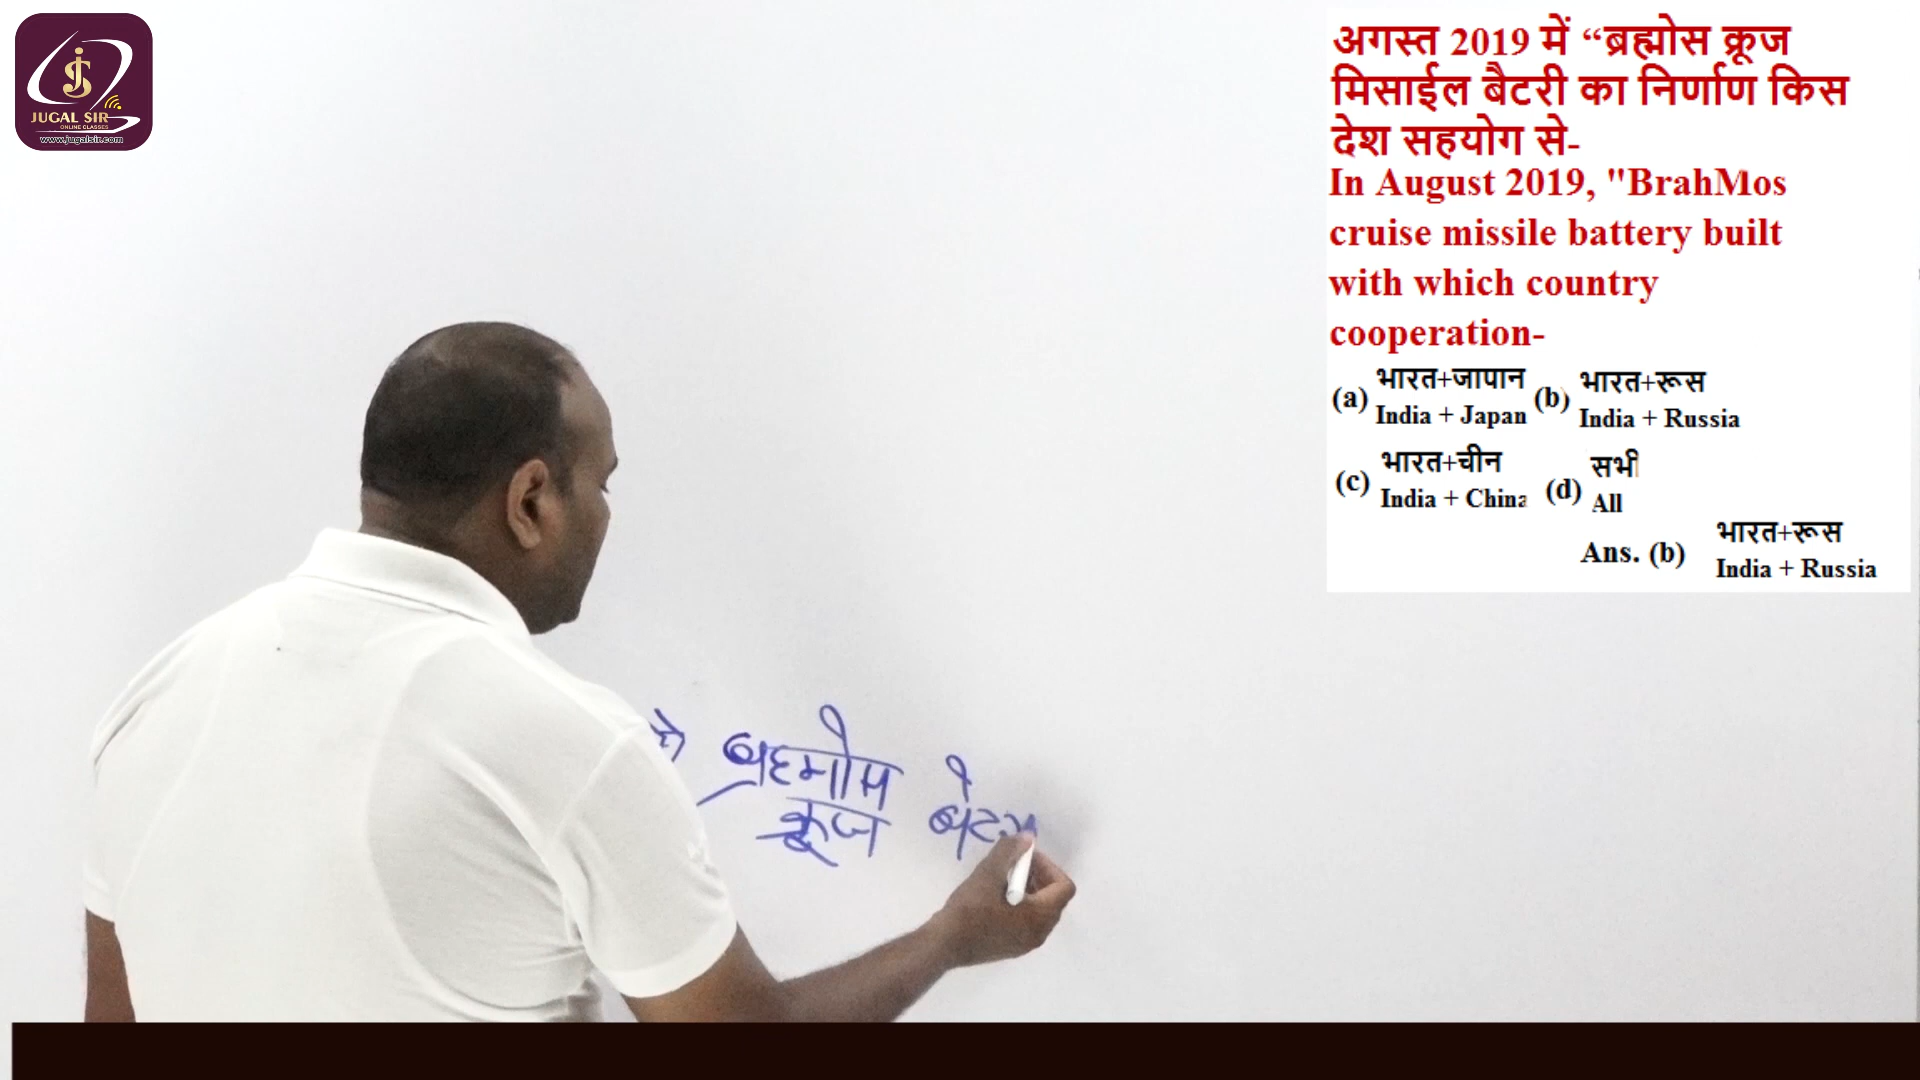 JUGAL SIR
ONLINE CLASSES
www.jugalsir.com
अगस्त 2019 में “ब्रह्मोस क्रूज
मिसाईल बैटरी का निर्णाण किस
देश सहयोग से-
In August 2019, "BrahMos
cruise missile battery built
with which country
cooperation-
(a) भारत+जापान (b) भारत+रूस
India + Japan India + Russia
(c) भारत+चीन (d) सभी
India + China All
Ans. (b) भारत+रूस
India + Russia
ब्रहमोस
क्रूज